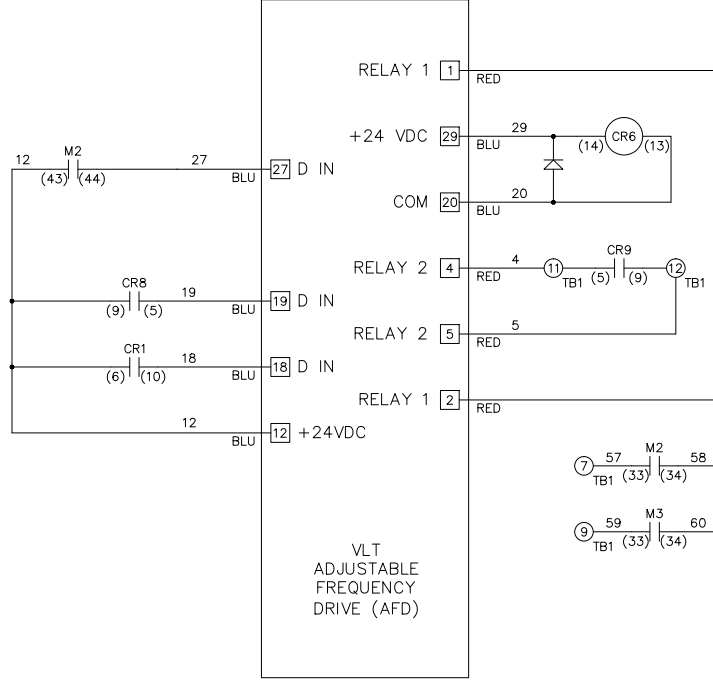 RELAY 1 1
RED
+24 VDC 29 29 (14) CR6 (13)
BLU
M2
12 27
(43) (44)
BLU
27 D IN
COM 20 20
BLU
RELAY 2 4 4
RED
11 TB1
CR9
(5) (9)
12 TB1
CR8
19
(9) (5)
BLU
19 D IN
RELAY 2 5 5
RED
CR1
18
(6) (10)
BLU
18 D IN
RELAY 1 2
RED
12
BLU
12 +24VDC
7 TB1
57 M2 58
(33) (34)
9 TB1
59 M3 60
(33) (34)
VLT
ADJUSTABLE
FREQUENCY
DRIVE (AFD)